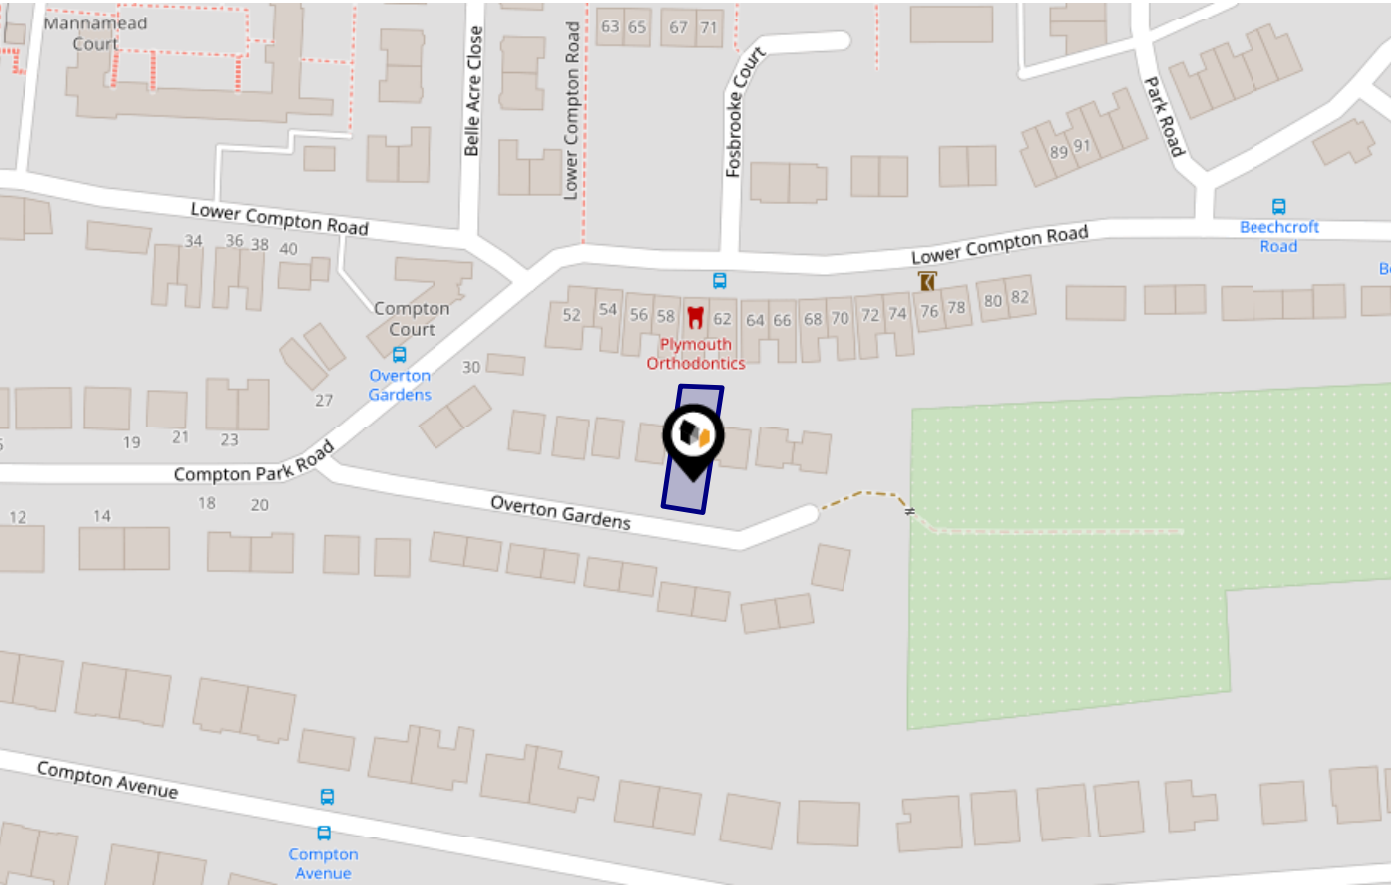 Mannamead
Court
Belle Acre Close
Lower Compton Road
63 65
67 71
Fosbrooke Court
Park Road
89 91
Lower Compton Road
34 36 38 40
Beechcroft
Road
Lower Compton Road
Compton
Court
52 54 56 58 62 64 66 68 70 72 74 76 78 80 82
Plymouth
Orthodontics
30
Overton
Gardens
27
19 21 23
Compton Park Road
18 20
12 14
Overton Gardens
Compton Avenue
Compton
Avenue